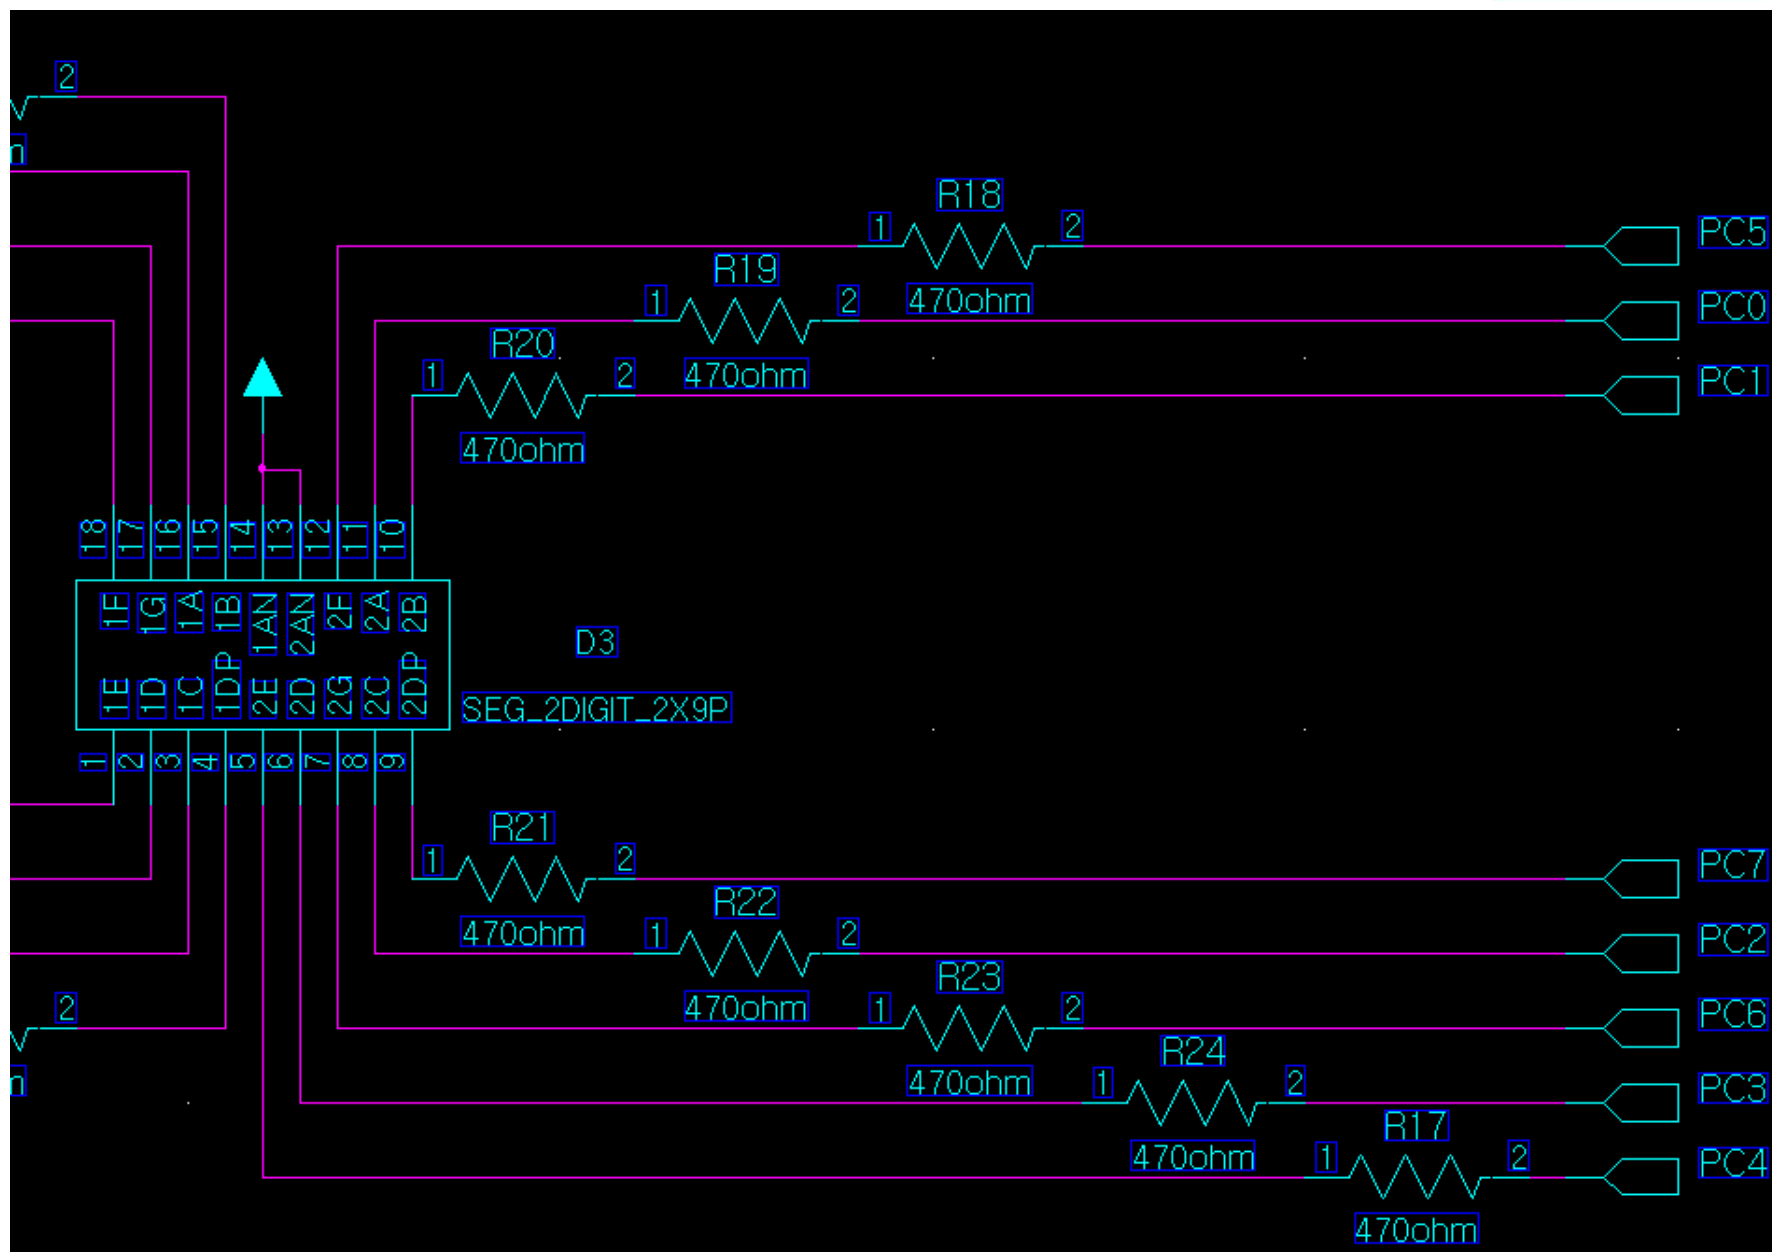 2
n
R18
1
2
PC5
470ohm
R19
1
2
PC0
470ohm
R20
1
2
PC1
470ohm
18
17
16
15
14
13
12
11
10
1F
1G
1A
1B
1AN
2AN
2F
2A
2B
D3
1E
1D
1C
1DP
2E
2D
2G
2C
2DP
SEG_2DIGIT_2X9P
1
2
3
4
5
6
7
8
9
R21
1
2
PC7
470ohm
R22
1
2
PC2
470ohm
2
n
R23
1
2
PC6
470ohm
R24
1
2
PC3
470ohm
R17
1
2
PC4
470ohm